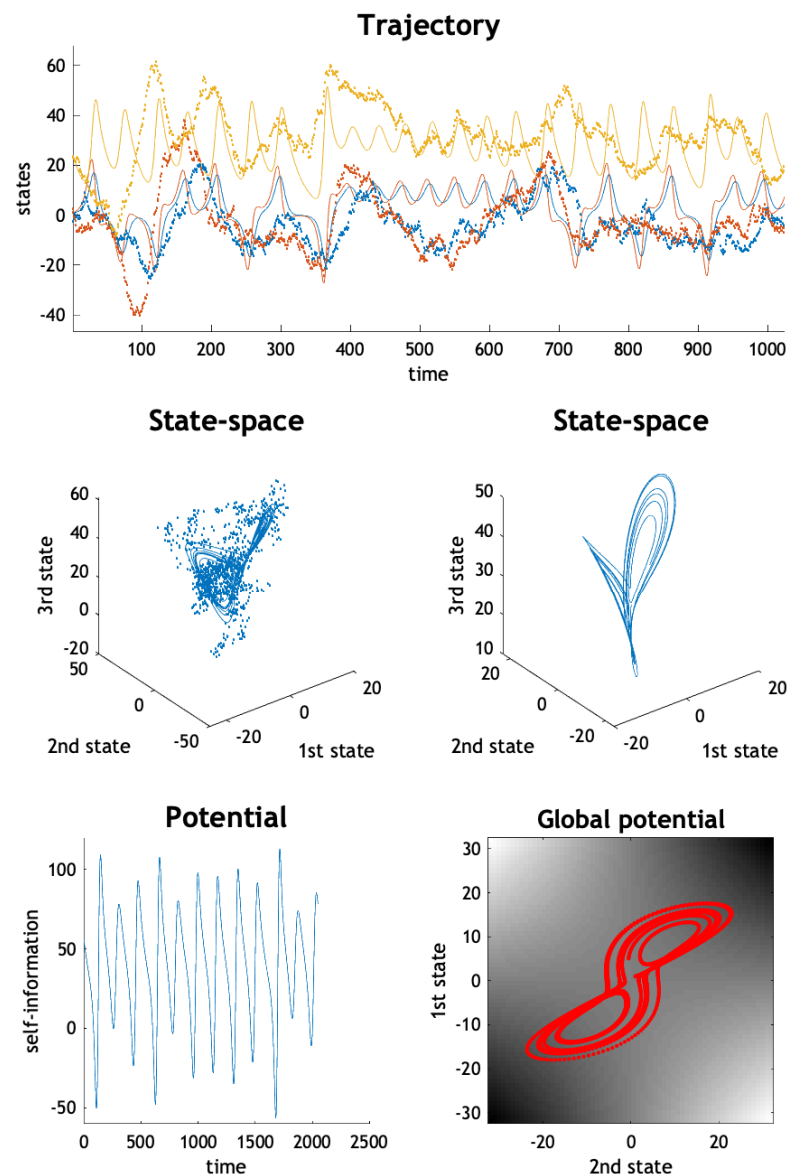 Trajectory
60
40
20
0
-20
-40
states
100 200 300 400 500 600 700 800 900 1000
time
State-space
60
40
20
0
-20
3rd state
50
0
-50
2nd state
-20
0
20
1st state
State-space
50
40
30
20
10
3rd state
20
0
-20
2nd state
-20
0
20
1st state
Potential
100
50
0
-50
self-information
0 500 1000 1500 2000 2500
time
Global potential
30
20
10
0
-10
-20
-30
1st state
-20 0 20
2nd state